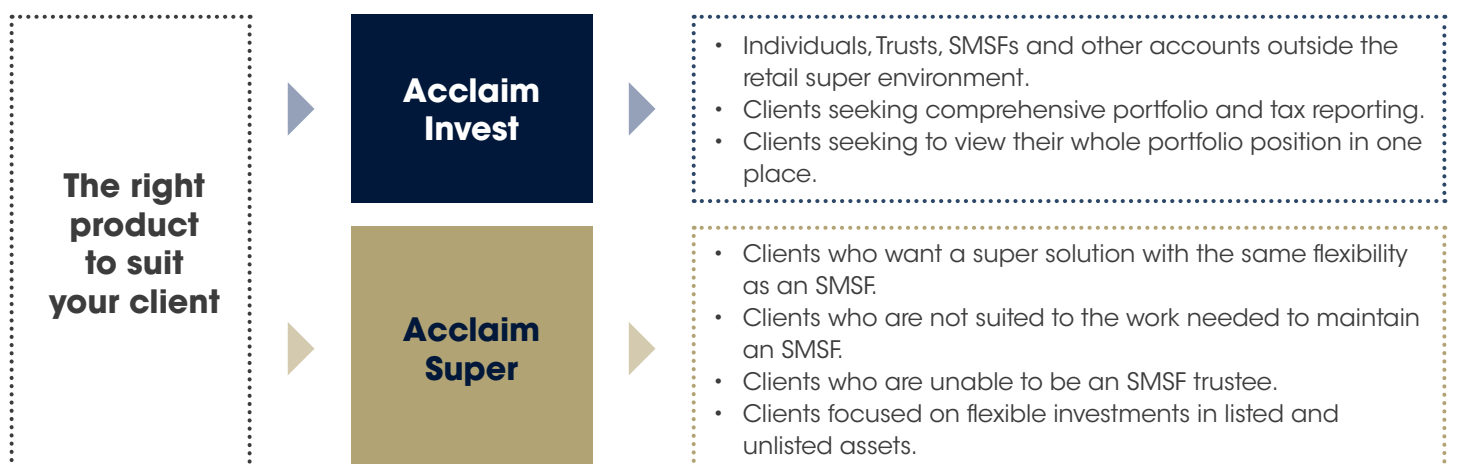 The right
product
to suit
your client
Acclaim
Invest
• Individuals, Trusts, SMSFs and other accounts outside the
retail super environment.
• Clients seeking comprehensive portfolio and tax reporting.
• Clients seeking to view their whole portfolio position in one
place.
Acclaim
Super
• Clients who want a super solution with the same flexibility
as an SMSF.
• Clients who are not suited to the work needed to maintain
an SMSF.
• Clients who are unable to be an SMSF trustee.
• Clients focused on flexible investments in listed and
unlisted assets.